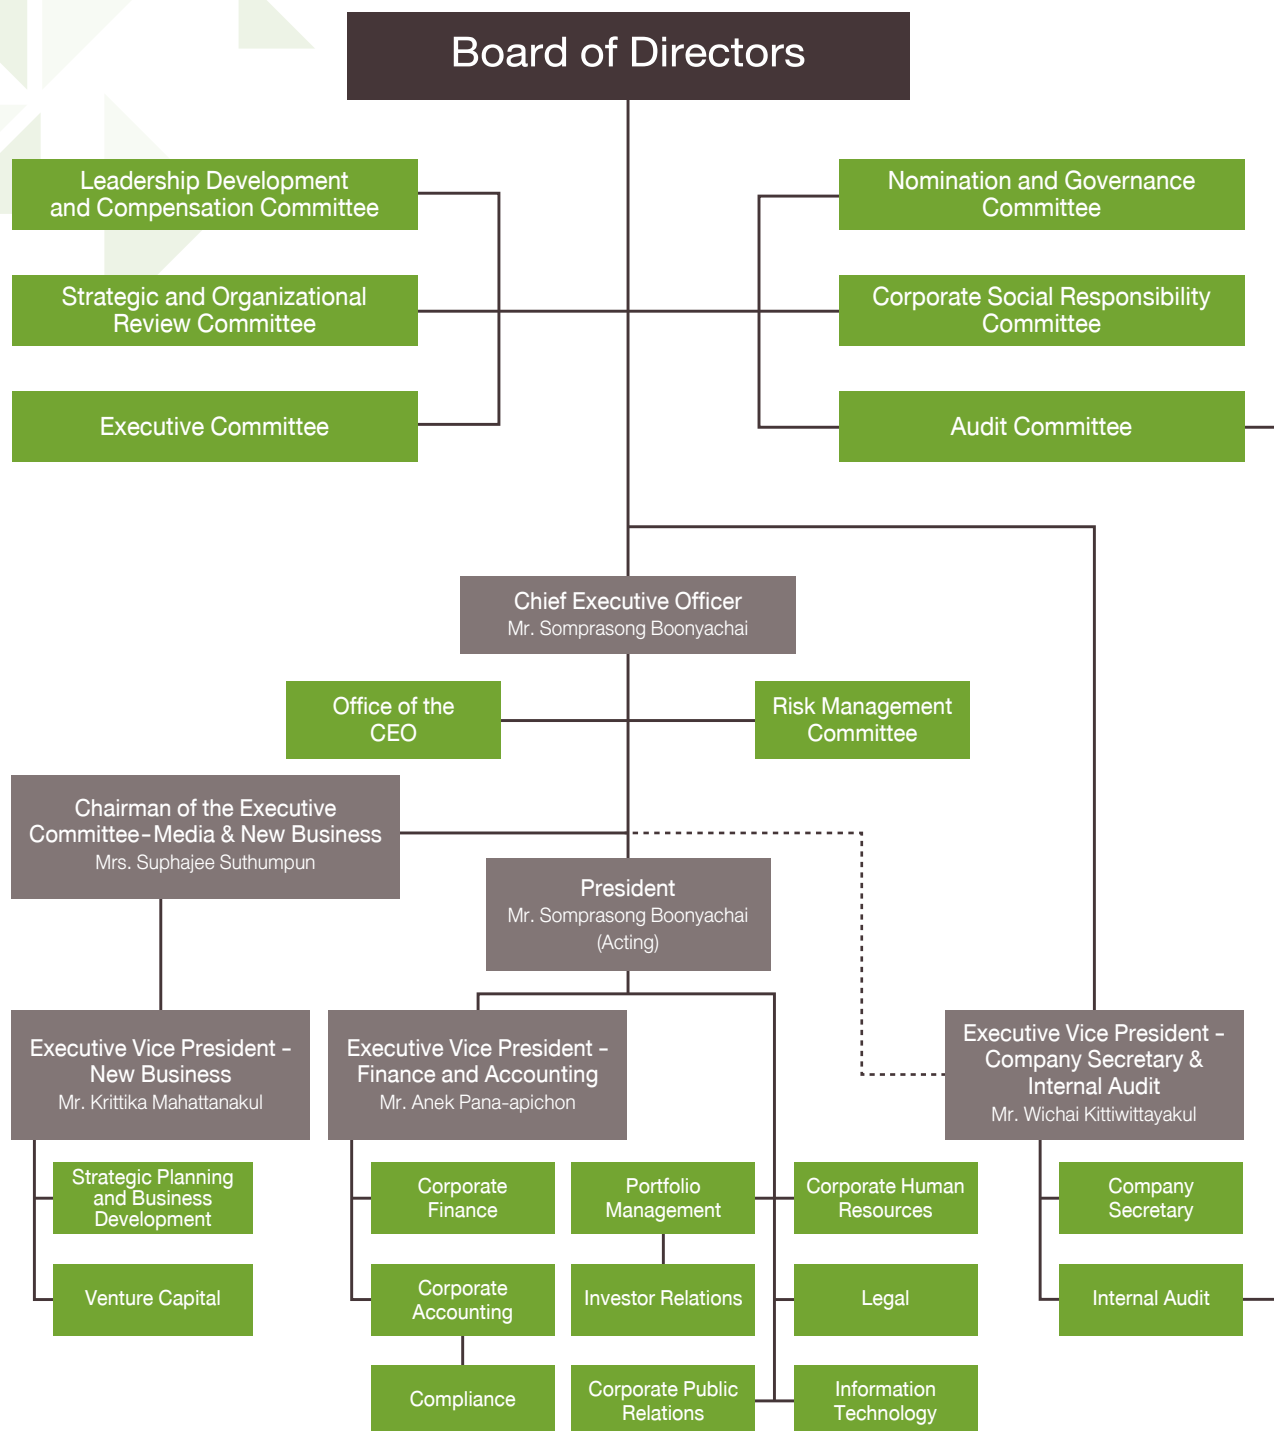 Board of Directors
Leadership Development
and Compensation Committee
Nomination and Governance
Committee
Strategic and Organizational
Review Committee
Corporate Social Responsibility
Committee
Executive Committee
Audit Committee
Chief Executive Officer
Mr. Somprasong Boonyachai
Office of the
CEO
Risk Management
Committee
Chairman of the Executive
Committee-Media & New Business
Mrs. Suphajee Suthumpun
President
Mr. Somprasong Boonyachai
(Acting)
Executive Vice President -
New Business
Mr. Krittika Mahattanakul
Executive Vice President -
Finance and Accounting
Mr. Anek Pana-apichon
Executive Vice President -
Company Secretary &
Internal Audit
Mr. Wichai Kittiwittayakul
Strategic Planning
and Business
Development
Corporate
Finance
Portfolio
Management
Corporate Human
Resources
Company
Secretary
Venture Capital
Corporate
Accounting
Investor Relations
Legal
Internal Audit
Compliance
Corporate Public
Relations
Information
Technology